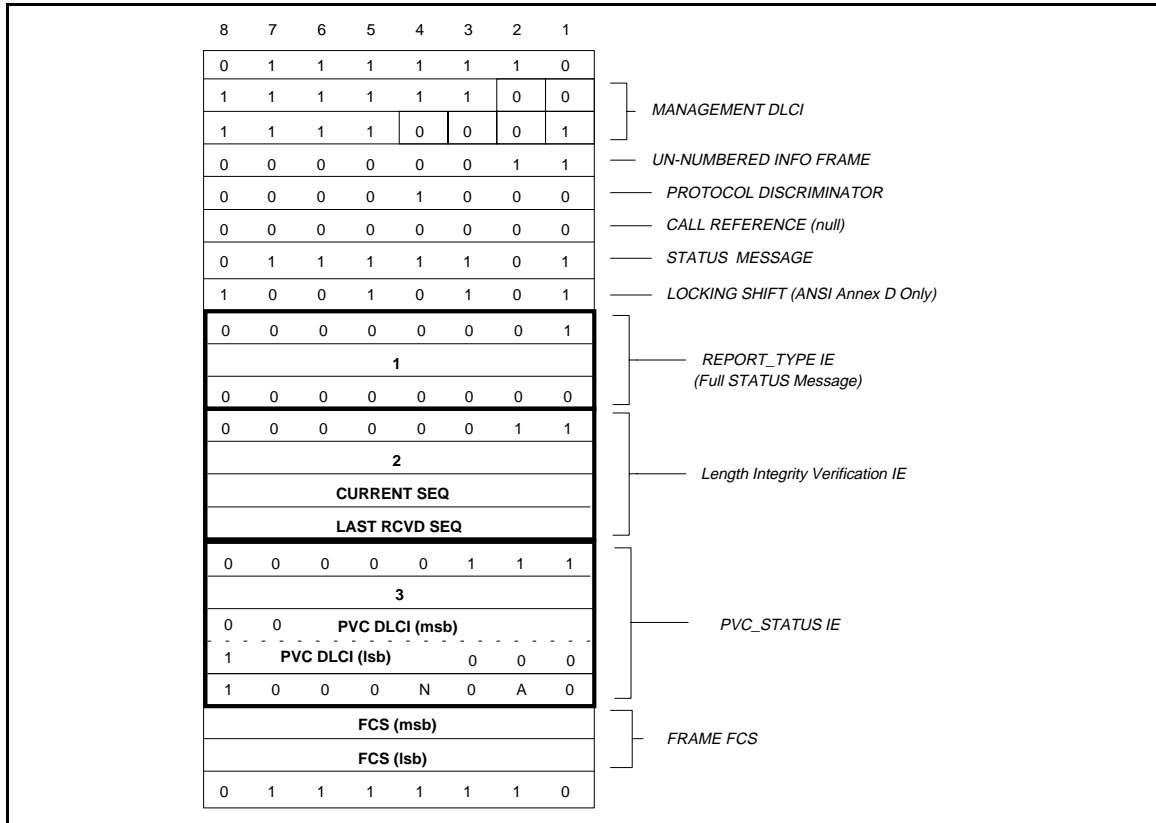 8 7 6 5 4 3 2 1
0 1 1 1 1 1 1 0
1 1 1 1 1 1 0 0
MANAGEMENT DLCI
1 1 1 1 0 0 0 1
0 0 0 0 0 0 1 1 UN-NUMBERED INFO FRAME
0 0 0 0 1 0 0 0 PROTOCOL DISCRIMINATOR
0 0 0 0 0 0 0 0 CALL REFERENCE (null)
0 1 1 1 1 1 0 1 STATUS MESSAGE
1 0 0 1 0 1 0 1 LOCKING SHIFT (ANSI Annex D Only)
0 0 0 0 0 0 0 1
1 REPORT_TYPE IE
(Full STATUS Message)
0 0 0 0 0 0 0 0
0 0 0 0 0 0 1 1
2
Length Integrity Verification IE
CURRENT SEQ
LAST RCVD SEQ
0 0 0 0 0 1 1 1
3
0 0 PVC DLCI (msb) PVC_STATUS IE
1 PVC DLCI (lsb) 0 0 0
1 0 0 0 N 0 A 0
FCS (msb)
FRAME FCS
FCS (lsb)
0 1 1 1 1 1 1 0